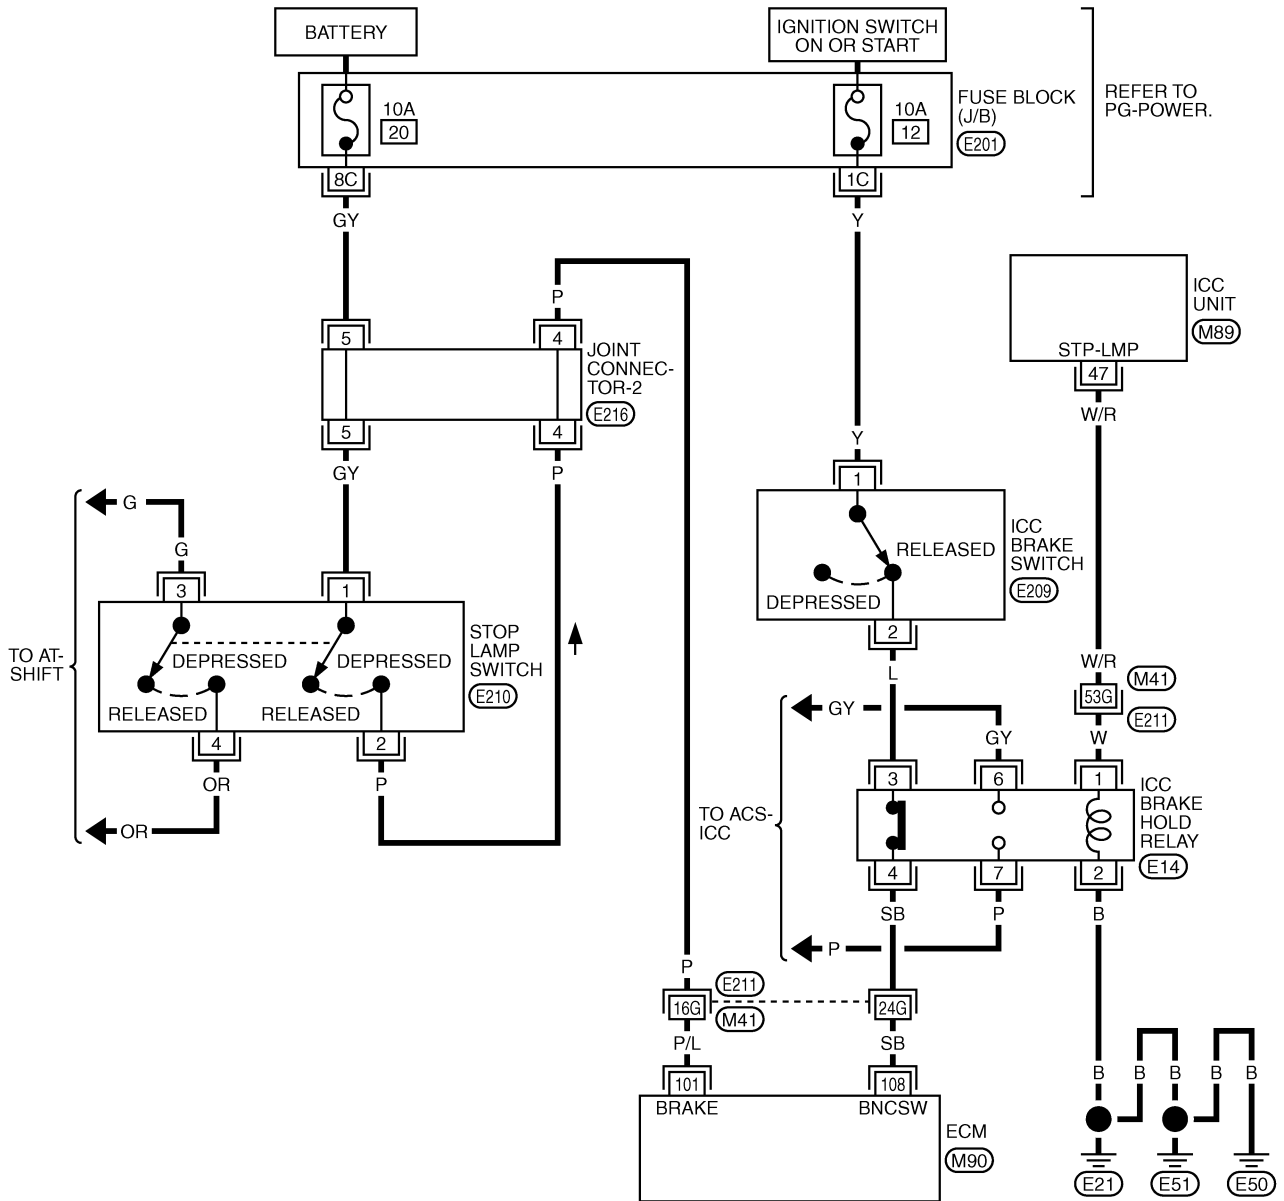 BATTERY
IGNITION SWITCH
ON OR START
10A
20
10A
12
FUSE BLOCK
(J/B)
E201
REFER TO
PG-POWER.
8C
1C
GY
Y
P
ICC
UNIT
M89
STP-LMP
47
W/R
5
4
JOINT
CONNEC-
TOR-2
E216
5
4
GY
P
Y
1
ICC
BRAKE
SWITCH
E209
RELEASED
DEPRESSED
2
L
G
G
3
1
STOP
LAMP
SWITCH
E210
DEPRESSED
DEPRESSED
RELEASED
RELEASED
4
2
OR
P
OR
TO AT-
SHIFT
W/R
M41
53G
E211
W
GY
GY
TO ACS-
ICC
3
6
1
ICC
BRAKE
HOLD
RELAY
E14
4
7
2
SB
P
B
P
P
E211
16G
24G
M41
P/L
SB
101
108
BRAKE
BNCSW
ECM
M90
B
B
B
B
B
E21
E51
E50